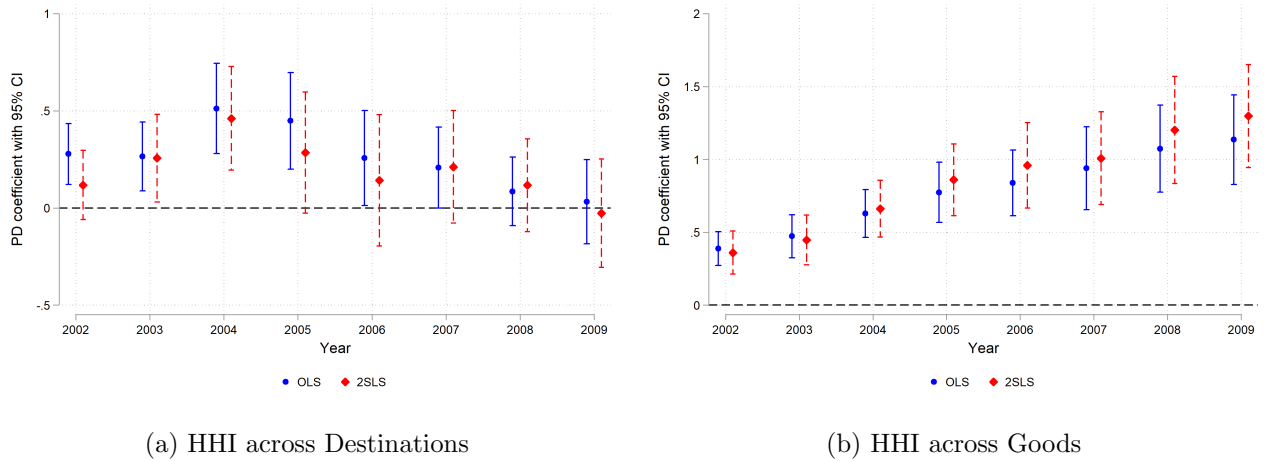 PD coefficient with 95% CI
1
.5
0
-.5
2002 2003 2004 2005 2006 2007 2008 2009
Year
OLS 2SLS
(a) HHI across Destinations
PD coefficient with 95% CI
2
1.5
1
.5
0
2002 2003 2004 2005 2006 2007 2008 2009
Year
OLS 2SLS
(b) HHI across Goods